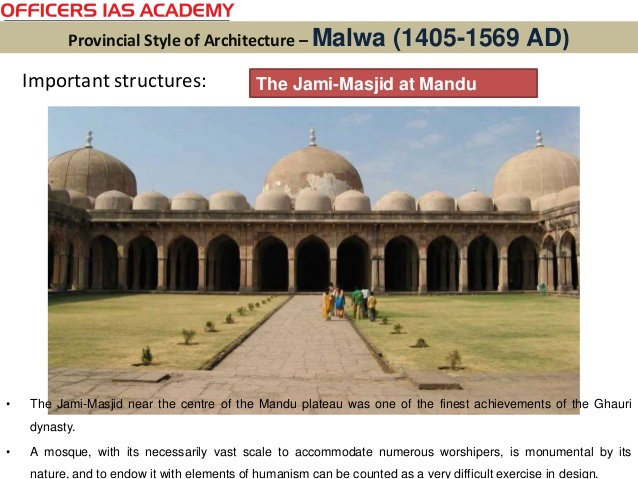 OFFICERS IAS ACADEMY
Provincial Style of Architecture – Malwa (1405-1569 AD)
Important structures:
The Jami-Masjid at Mandu
• The Jami-Masjid near the centre of the Mandu plateau was one of the finest achievements of the Ghauri
dynasty.
• A mosque, with its necessarily vast scale to accommodate numerous worshipers, is monumental by its
nature, and to endow it with elements of humanism can be counted as a very difficult exercise in design.